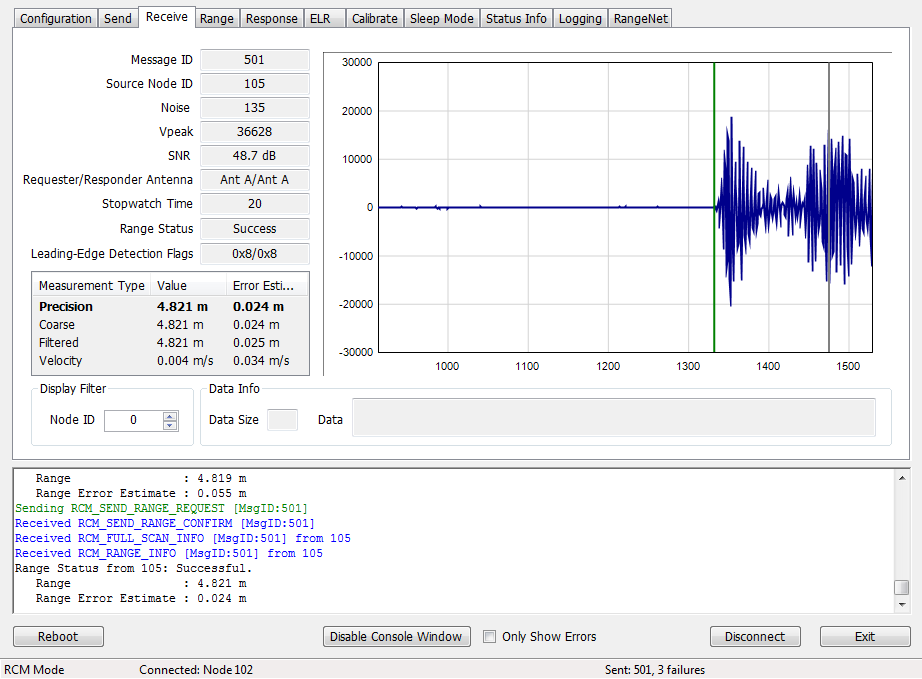 Configuration Send Receive Range Response ELR Calibrate Sleep Mode Status Info Logging RangeNet
Message ID 501
Source Node ID 105
Noise 135
Vpeak 36628
SNR 48.7 dB
Requester/Responder Antenna Ant A/Ant A
Stopwatch Time 20
Range Status Success
Leading-Edge Detection Flags 0x8/0x8
Measurement Type Value Error Esti...
Precision 4.821 m 0.024 m
Coarse 4.821 m 0.024 m
Filtered 4.821 m 0.025 m
Velocity 0.004 m/s 0.034 m/s
30000
20000
10000
0
-10000
-20000
-30000
1000 1100 1200 1300 1400 1500
Display Filter
Node ID 0
Data Info
Data Size Data
Range : 4.819 m
Range Error Estimate : 0.055 m
Sending RCM_SEND_RANGE_REQUEST [MsgID:501]
Received RCM_SEND_RANGE_CONFIRM [MsgID:501]
Received RCM_FULL_SCAN_INFO [MsgID:501] from 105
Received RCM_RANGE_INFO [MsgID:501] from 105
Range Status from 105: Successful.
Range : 4.821 m
Range Error Estimate : 0.024 m
Reboot Disable Console Window Only Show Errors Disconnect Exit
RCM Mode Connected: Node 102 Sent: 501, 3 failures